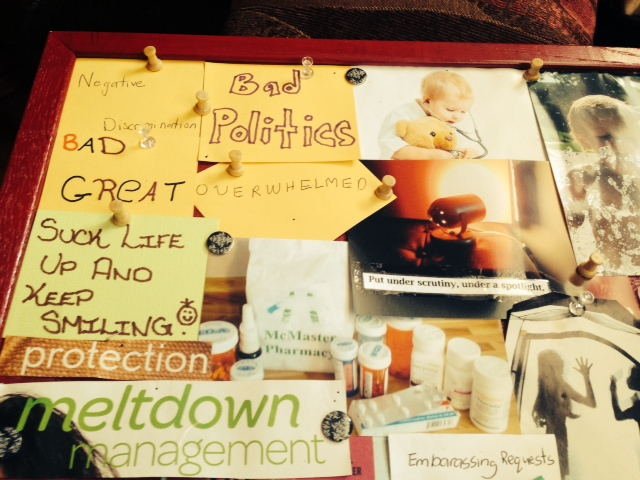 Negative
Discrimination
BAD
GREAT
Bad
Politics
OVERWHELMED
SUCK LIFE
UP AND
KEEP
SMILING!
Put under scrutiny, under a spotlight.
McMaster
Pharmacy
protection
meltdown
management
Embarassing Requests